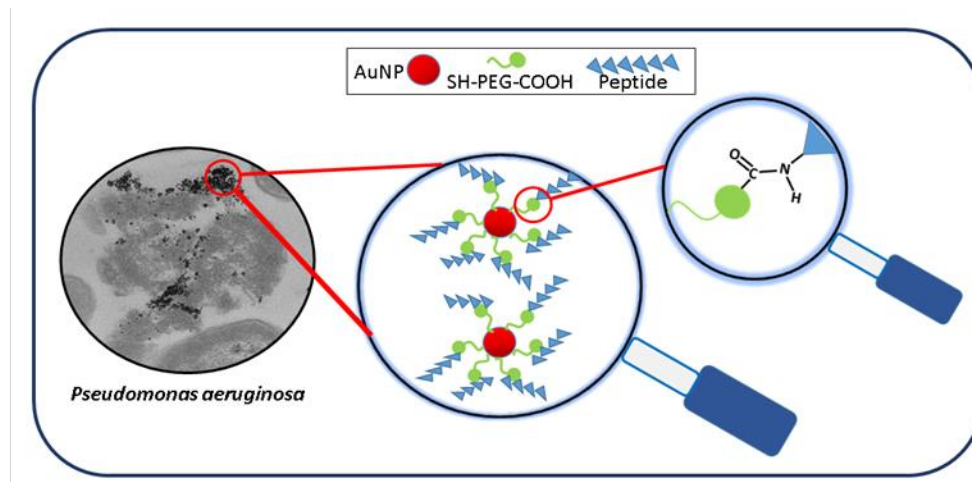 AuNP
SH-PEG-COOH
Peptide
O
C
N
H
Pseudomonas aeruginosa